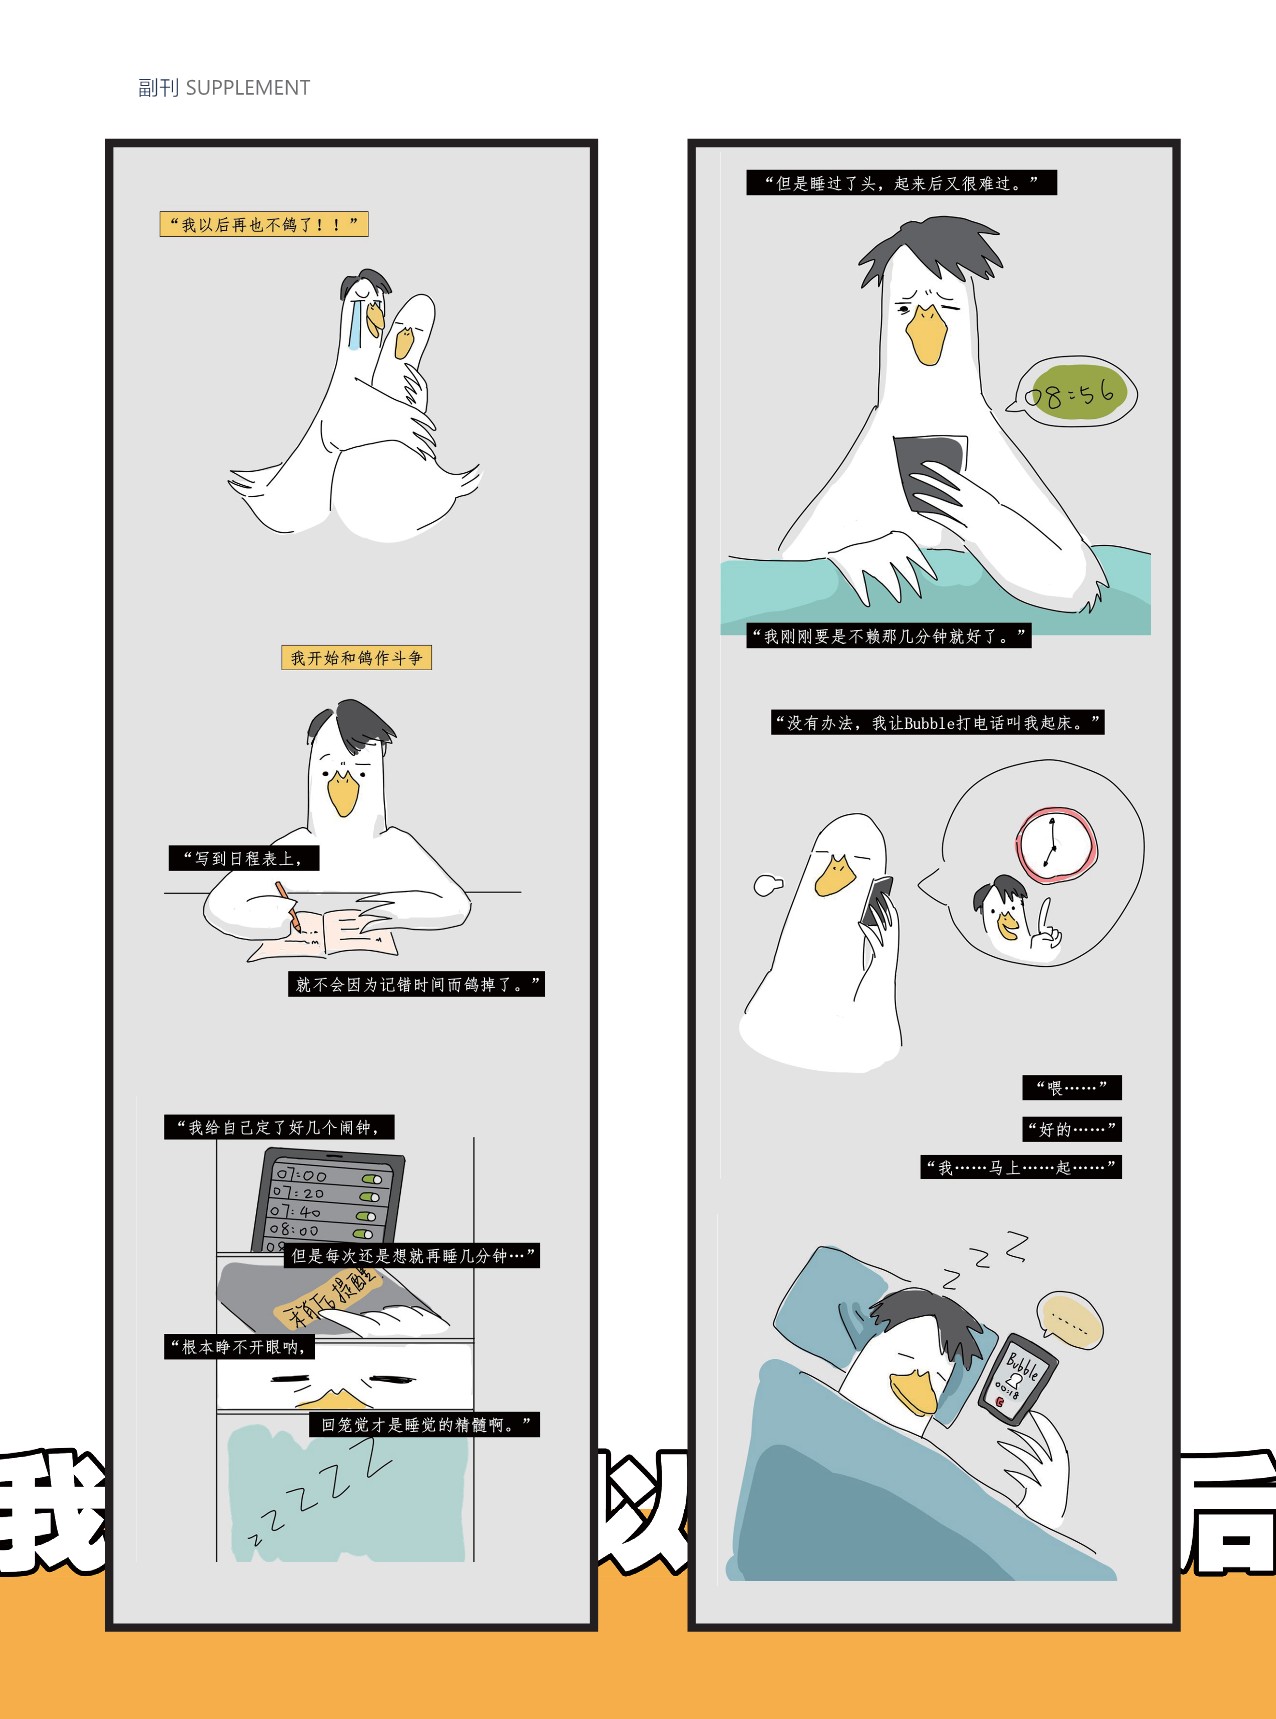 副刊 SUPPLEMENT
“我以后再也不鸽了！！”
我开始和鸽作斗争
“写到日程表上，
就不会因为记错时间而鸽掉了。”
“我给自己定了好几个闹钟，
07:00
07:20
07:40
08:00
但是每次还是想就再睡几分钟…”
稍后提醒
“根本睁不开眼呐，
回笼觉才是睡觉的精髓啊。”
zzZZZ
“但是睡过了头，起来后又很难过。”
08:56
“我刚刚要是不赖那几分钟就好了。”
“没有办法，我让Bubble打电话叫我起床。”
“喂……”
“好的……”
“我……马上……起……”
zZZ
......
Bubble
00:18
我以后